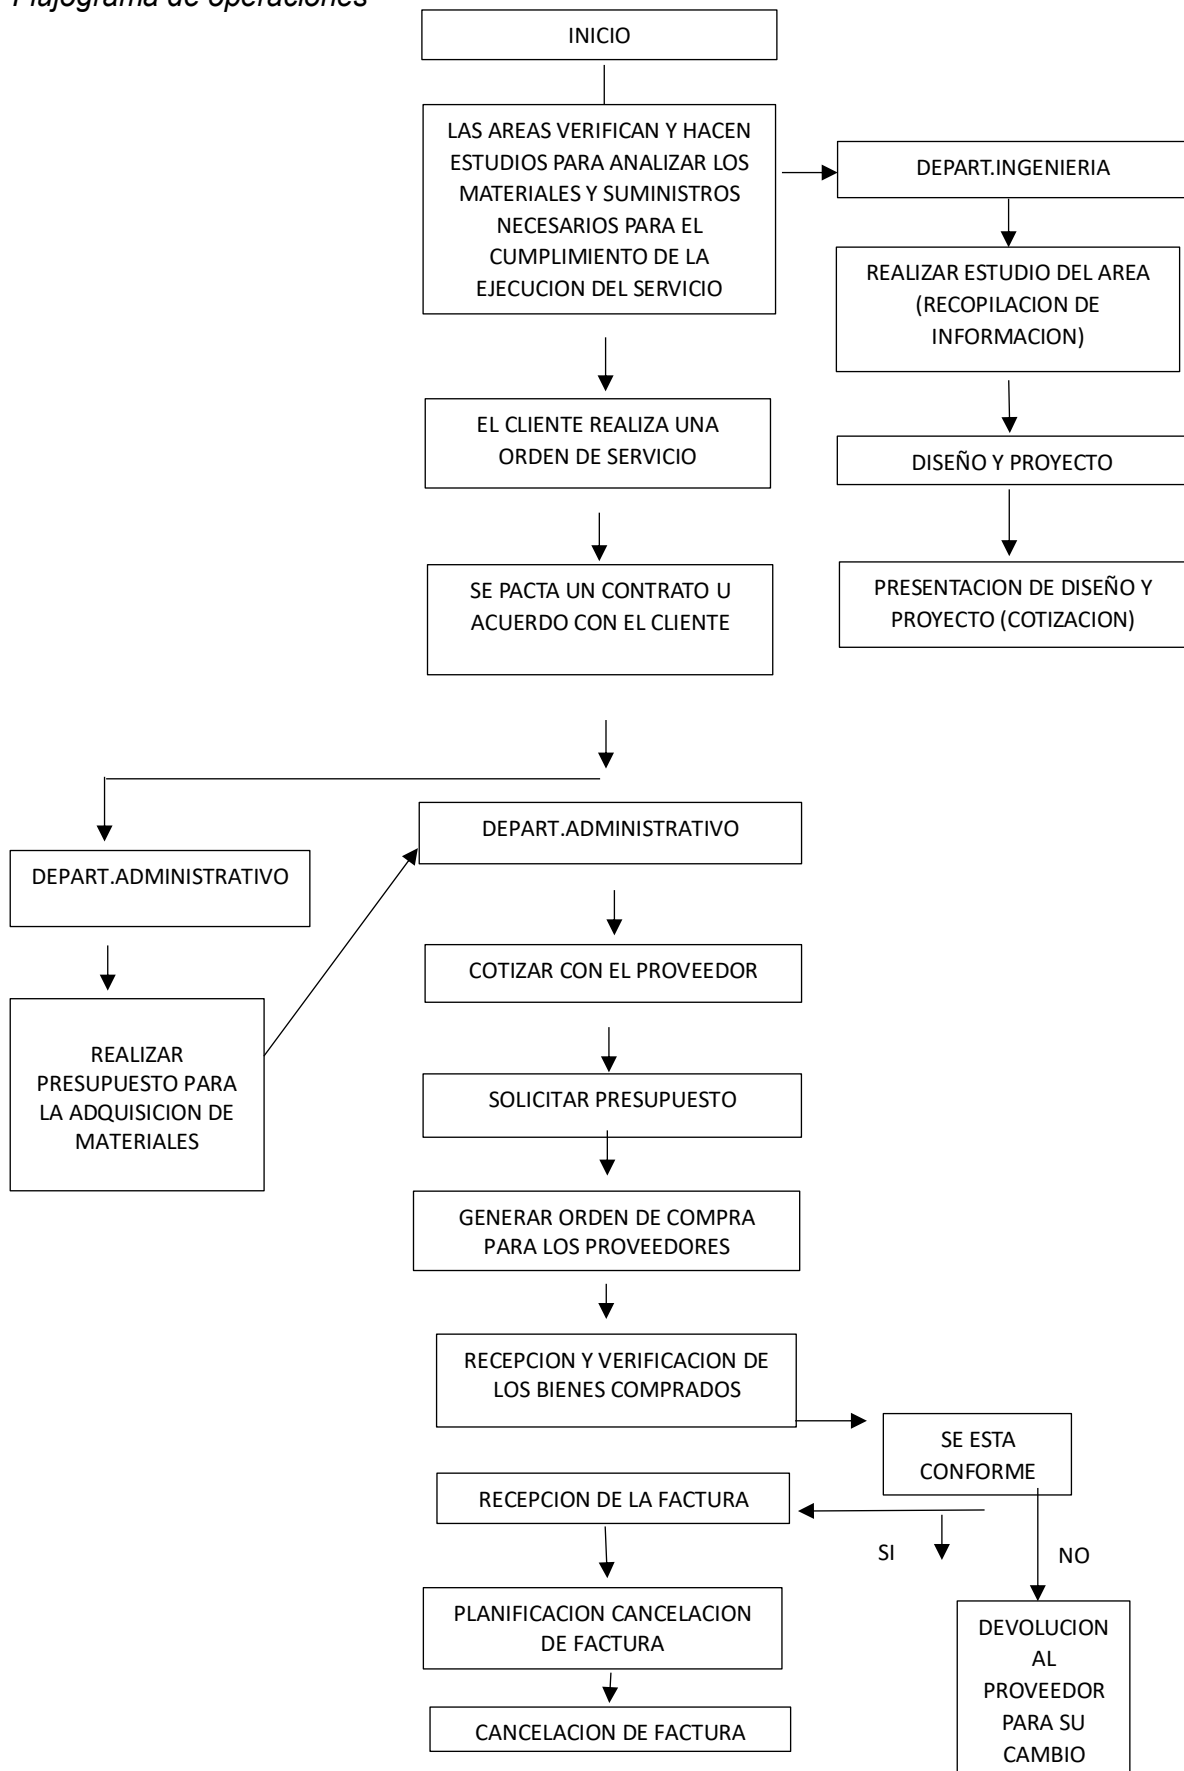 Flujograma de operaciones
INICIO
LAS AREAS VERIFICAN Y HACEN
ESTUDIOS PARA ANALIZAR LOS
MATERIALES Y SUMINISTROS
NECESARIOS PARA EL
CUMPLIMIENTO DE LA
EJECUCION DEL SERVICIO
DEPART.INGENIERIA
REALIZAR ESTUDIO DEL AREA
(RECOPILACION DE
INFORMACION)
EL CLIENTE REALIZA UNA
ORDEN DE SERVICIO
DISEÑO Y PROYECTO
SE PACTA UN CONTRATO U
ACUERDO CON EL CLIENTE
PRESENTACION DE DISEÑO Y
PROYECTO (COTIZACION)
DEPART.ADMINISTRATIVO
DEPART.ADMINISTRATIVO
COTIZAR CON EL PROVEEDOR
REALIZAR
PRESUPUESTO PARA
LA ADQUISICION DE
MATERIALES
SOLICITAR PRESUPUESTO
GENERAR ORDEN DE COMPRA
PARA LOS PROVEEDORES
RECEPCION Y VERIFICACION DE
LOS BIENES COMPRADOS
SE ESTA
CONFORME
RECEPCION DE LA FACTURA
SI
NO
PLANIFICACION CANCELACION
DE FACTURA
DEVOLUCION
AL
PROVEEDOR
PARA SU
CAMBIO
CANCELACION DE FACTURA